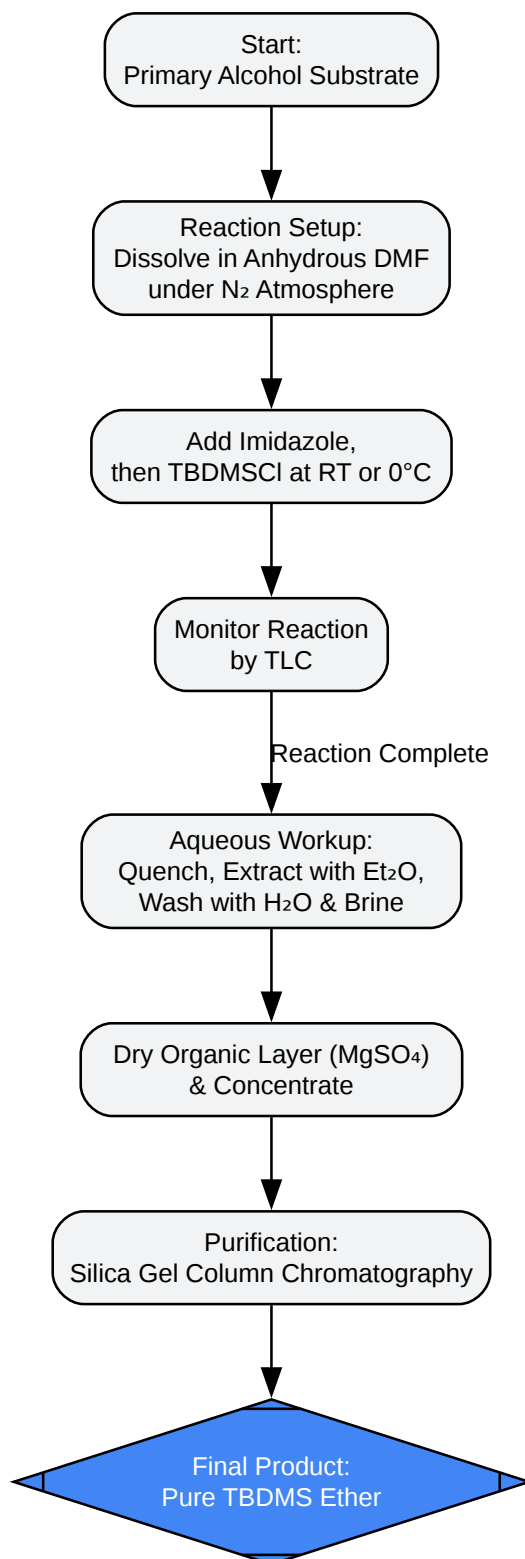 Start:
Primary Alcohol Substrate
Reaction Setup:
Dissolve in Anhydrous DMF
under N₂ Atmosphere
Add Imidazole,
then TBDMSCl at RT or 0°C
Monitor Reaction
by TLC
Reaction Complete
Aqueous Workup:
Quench, Extract with Et₂O,
Wash with H₂O & Brine
Dry Organic Layer (MgSO₄)
& Concentrate
Purification:
Silica Gel Column Chromatography
Final Product:
Pure TBDMS Ether